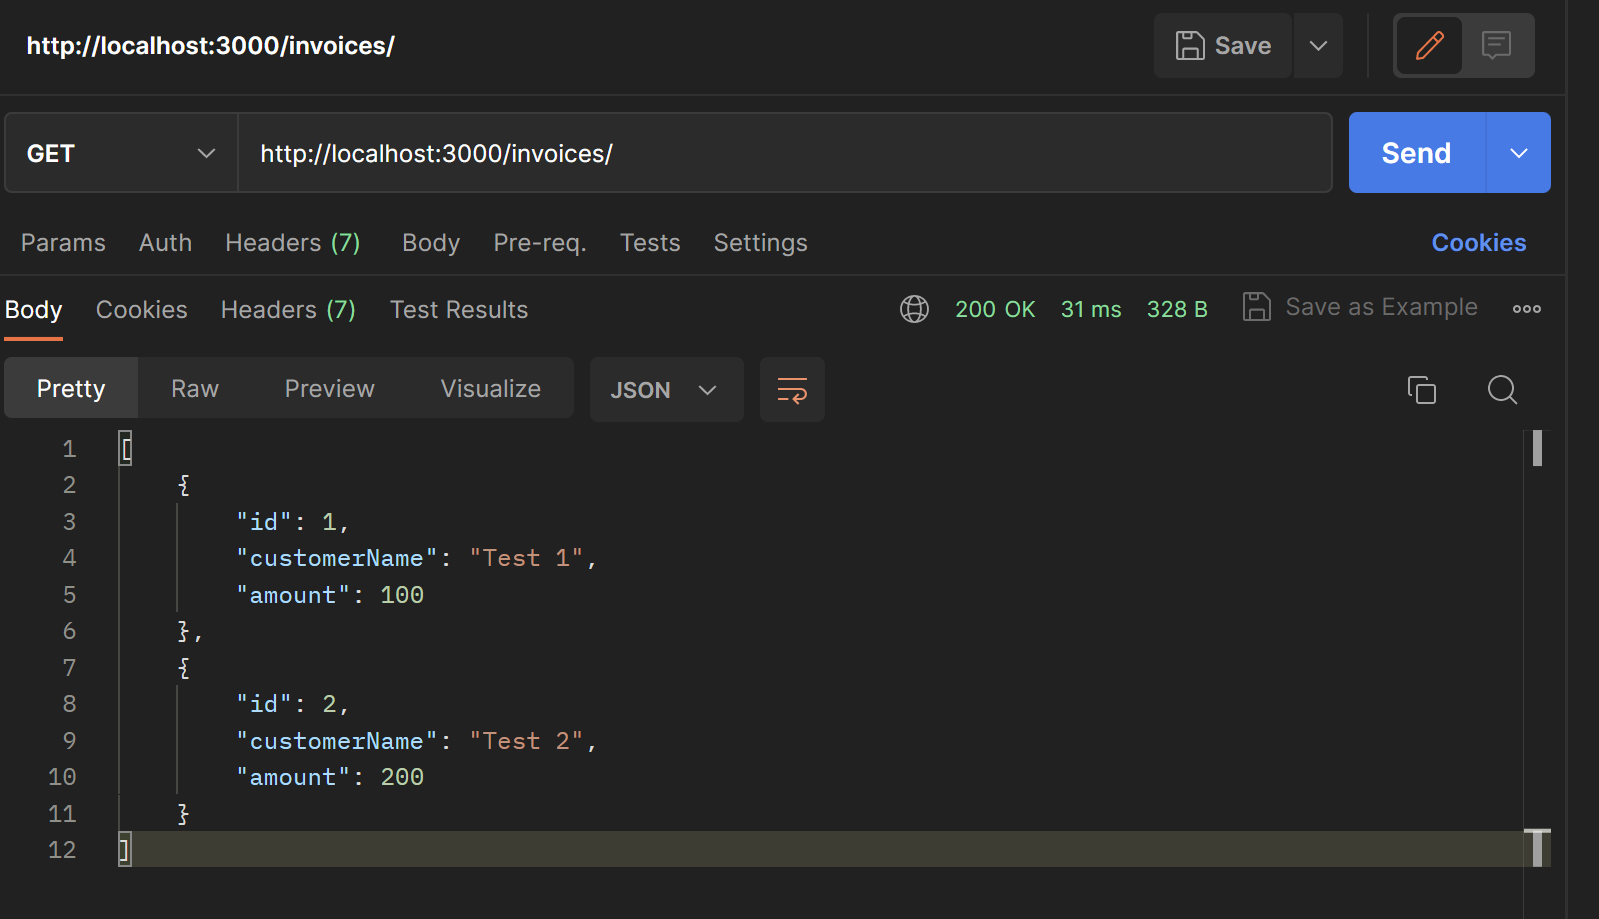 http://localhost:3000/invoices/ Save
GET http://localhost:3000/invoices/ Send
Params Auth Headers (7) Body Pre-req. Tests Settings Cookies
Body Cookies Headers (7) Test Results 200 OK 31 ms 328 B Save as Example
Pretty Raw Preview Visualize JSON
1 [
2 {
3 "id": 1,
4 "customerName": "Test 1",
5 "amount": 100
6 },
7 {
8 "id": 2,
9 "customerName": "Test 2",
10 "amount": 200
11 }
12 ]